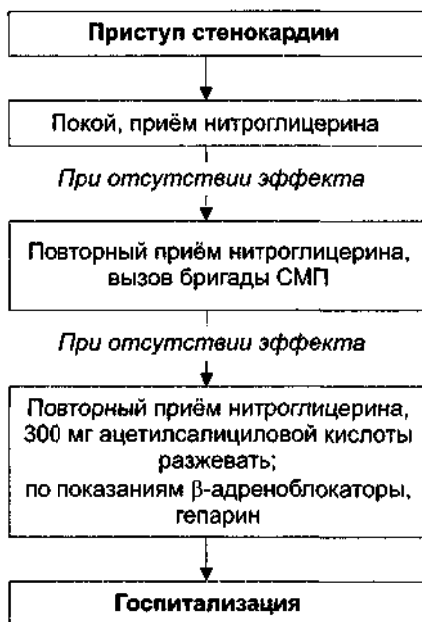 Приступ стенокардии
Покой, приём нитроглицерина
При отсутствии эффекта
Повторный приём нитроглицерина,
вызов бригады СМП
При отсутствии эффекта
Повторный приём нитроглицерина,
300 мг ацетилсалициловой кислоты
разжевать;
по показаниям β-адреноблокаторы,
гепарин
Госпитализация